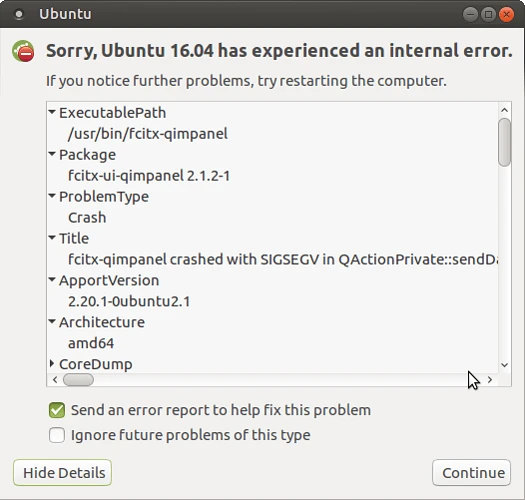 Ubuntu
Sorry, Ubuntu 16.04 has experienced an internal error.
If you notice further problems, try restarting the computer.
ExecutablePath
/usr/bin/fcitx-qimpanel
Package
fcitx-ui-qimpanel 2.1.2-1
ProblemType
Crash
Title
fcitx-qimpanel crashed with SIGSEGV in QActionPrivate::sendDa
ApportVersion
2.20.1-0ubuntu2.1
Architecture
amd64
CoreDump
Send an error report to help fix this problem
Ignore future problems of this type
Hide Details
Continue